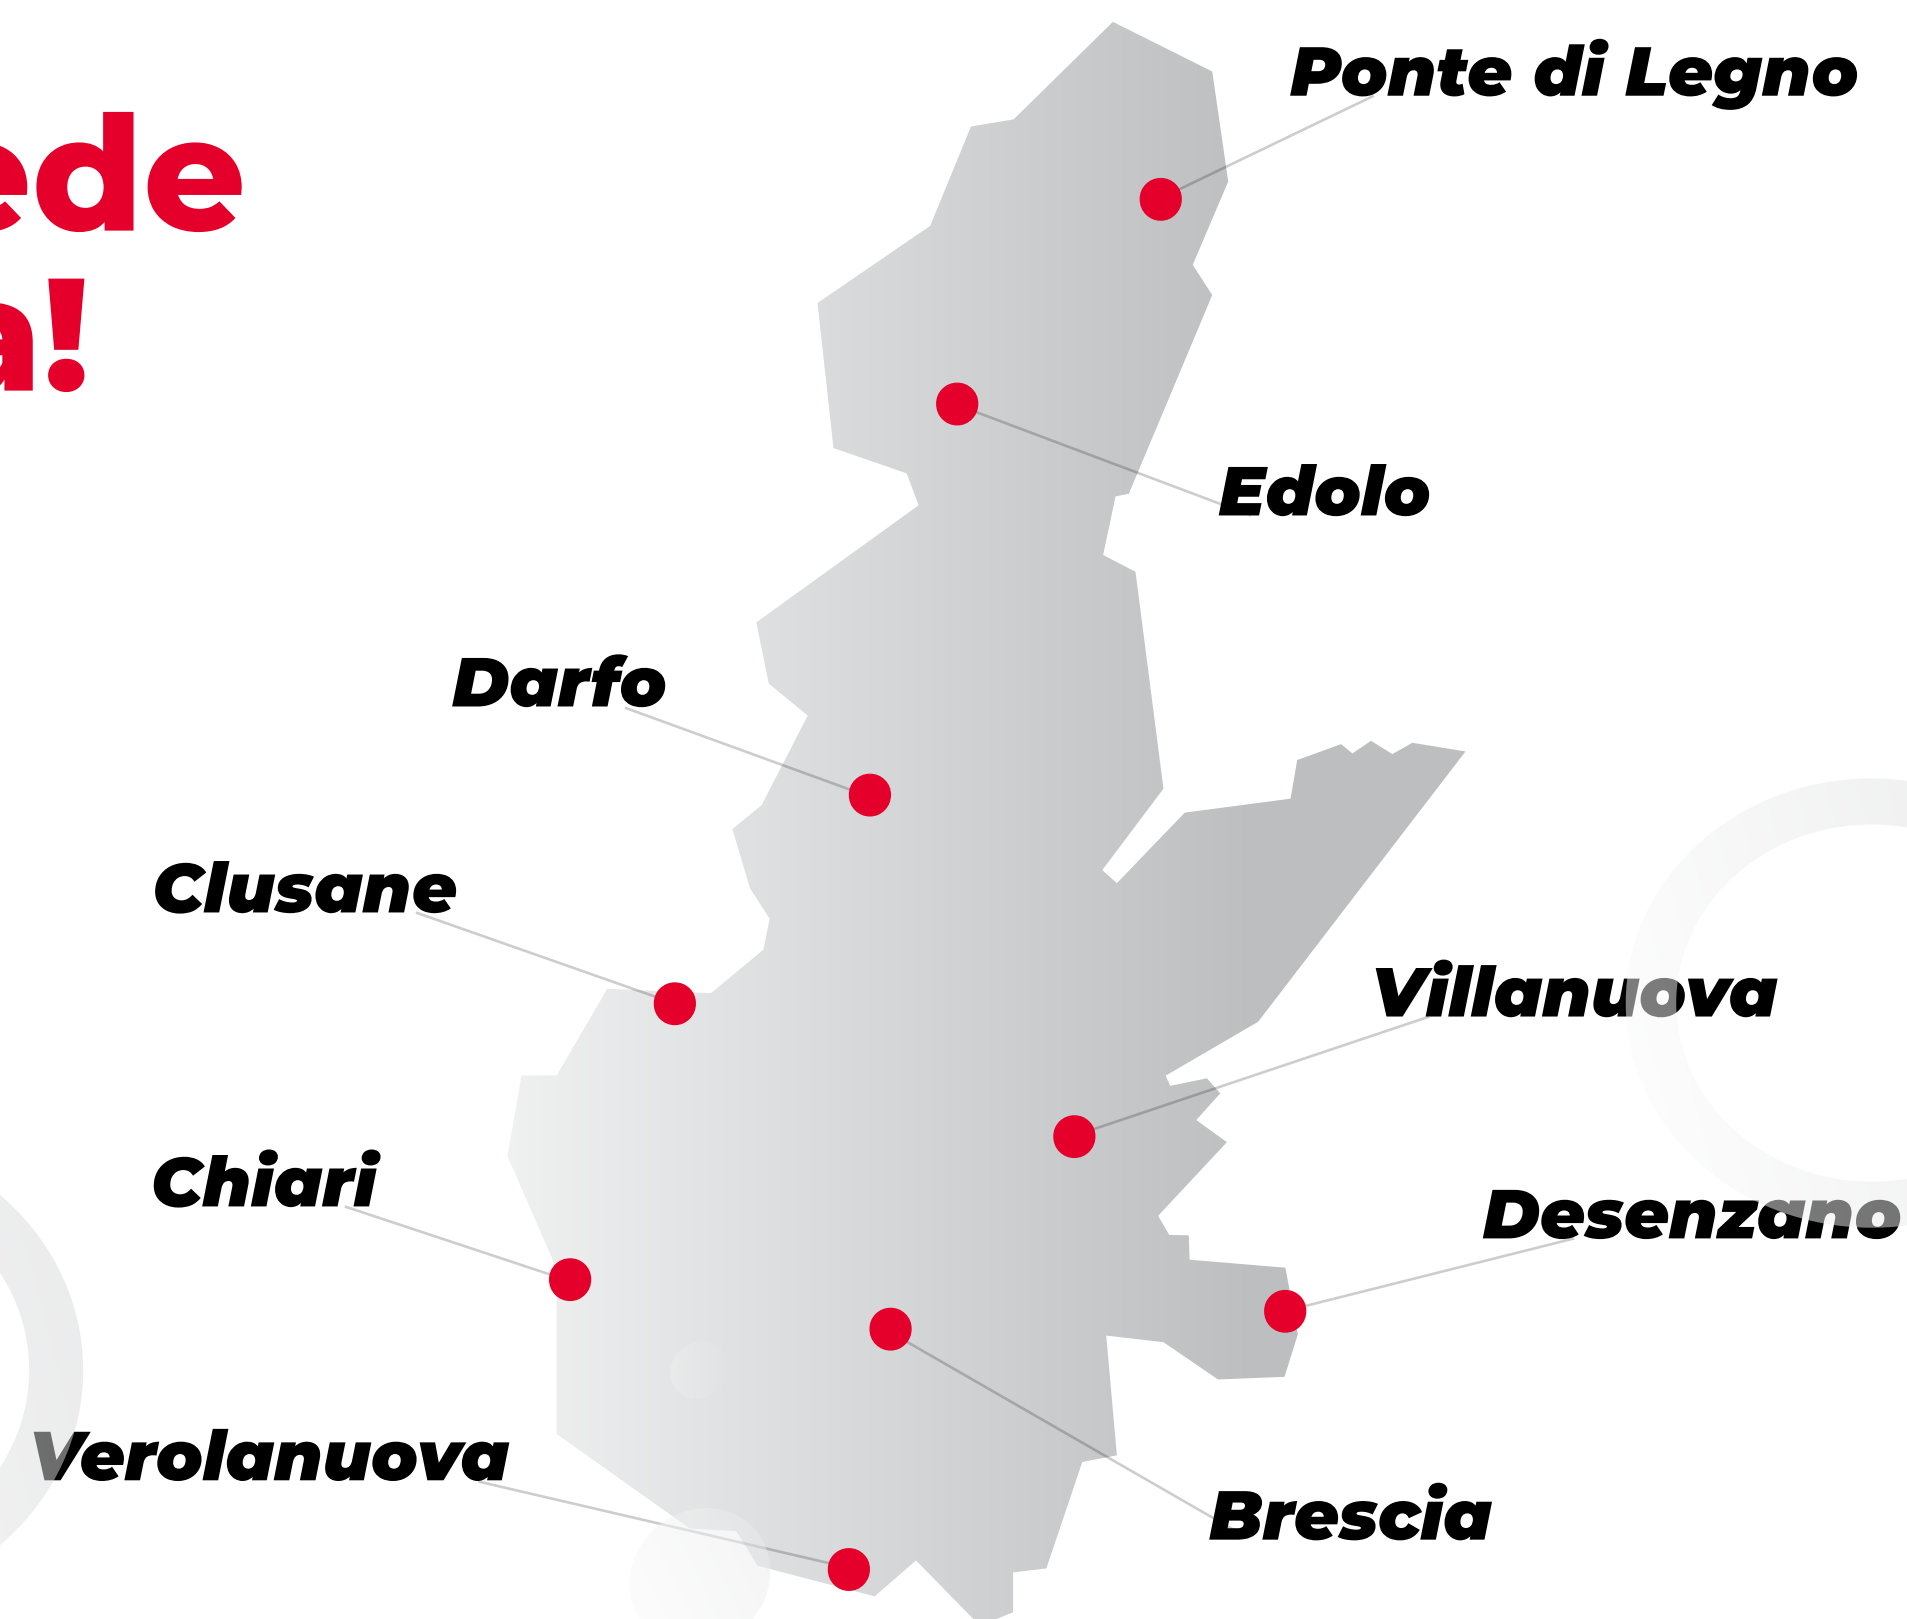 Ponte di Legno
Edolo
Darfo
Clusane
Villanuova
Chiari
Desenzano
Verolanuova
Brescia